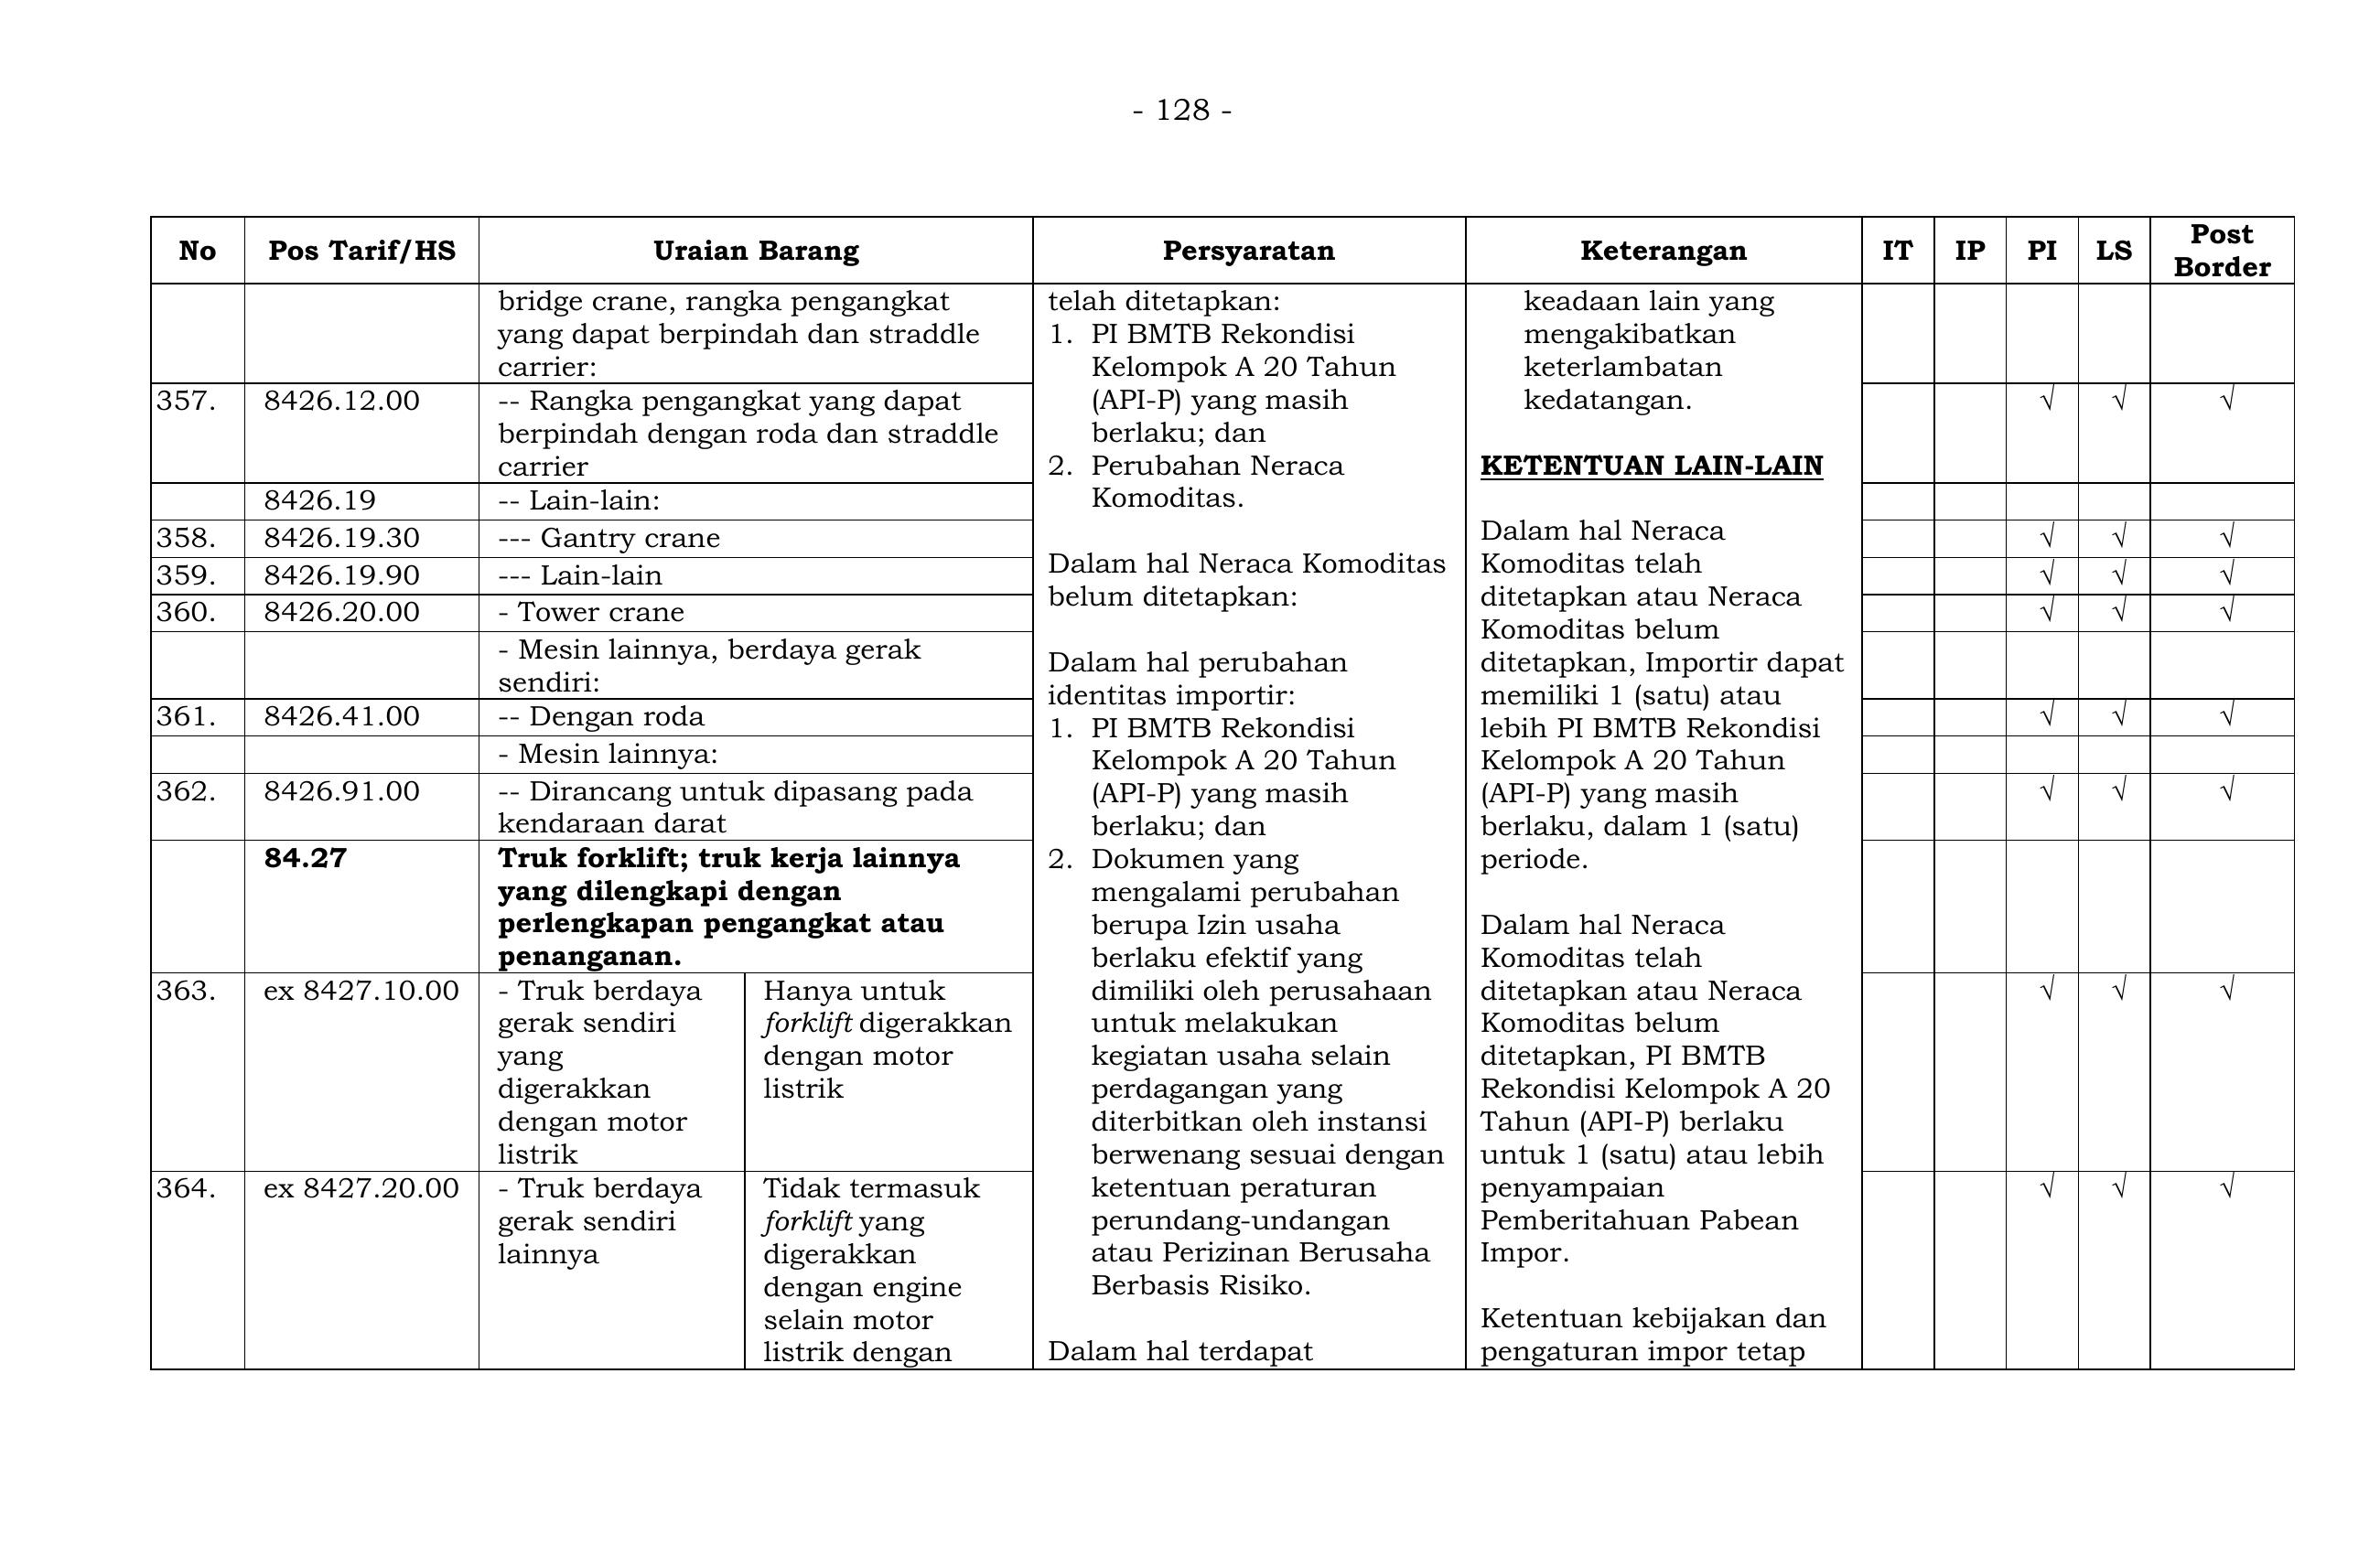 - 128 -
No Pos Tarif/HS Uraian Barang Persyaratan Keterangan IT IP PI LS Post Border
bridge crane, rangka pengangkat
yang dapat berpindah dan straddle
carrier:
357. 8426.12.00 -- Rangka pengangkat yang dapat
berpindah dengan roda dan straddle
carrier
√ √ √
8426.19 -- Lain-lain:
358. 8426.19.30 --- Gantry crane √ √ √
359. 8426.19.90 --- Lain-lain √ √ √
360. 8426.20.00 - Tower crane √ √ √
- Mesin lainnya, berdaya gerak
sendiri:
361. 8426.41.00 -- Dengan roda √ √ √
- Mesin lainnya:
362. 8426.91.00 -- Dirancang untuk dipasang pada
kendaraan darat
√ √ √
84.27 Truk forklift; truk kerja lainnya
yang dilengkapi dengan
perlengkapan pengangkat atau
penanganan.
363. ex 8427.10.00 - Truk berdaya
gerak sendiri
yang
digerakkan
dengan motor
listrik
Hanya untuk
forklift digerakkan
dengan motor
listrik
√ √ √
364. ex 8427.20.00 - Truk berdaya
gerak sendiri
lainnya
Tidak termasuk
forklift yang
digerakkan
dengan engine
selain motor
listrik dengan
√ √ √
telah ditetapkan:
1. PI BMTB Rekondisi
Kelompok A 20 Tahun
(API-P) yang masih
berlaku; dan
2. Perubahan Neraca
Komoditas.
Dalam hal Neraca Komoditas
belum ditetapkan:
Dalam hal perubahan
identitas importir:
1. PI BMTB Rekondisi
Kelompok A 20 Tahun
(API-P) yang masih
berlaku; dan
2. Dokumen yang
mengalami perubahan
berupa Izin usaha
berlaku efektif yang
dimiliki oleh perusahaan
untuk melakukan
kegiatan usaha selain
perdagangan yang
diterbitkan oleh instansi
berwenang sesuai dengan
ketentuan peraturan
perundang-undangan
atau Perizinan Berusaha
Berbasis Risiko.
Dalam hal terdapat
keadaan lain yang
mengakibatkan
keterlambatan
kedatangan.
KETENTUAN LAIN-LAIN
Dalam hal Neraca
Komoditas telah
ditetapkan atau Neraca
Komoditas belum
ditetapkan, Importir dapat
memiliki 1 (satu) atau
lebih PI BMTB Rekondisi
Kelompok A 20 Tahun
(API-P) yang masih
berlaku, dalam 1 (satu)
periode.
Dalam hal Neraca
Komoditas telah
ditetapkan atau Neraca
Komoditas belum
ditetapkan, PI BMTB
Rekondisi Kelompok A 20
Tahun (API-P) berlaku
untuk 1 (satu) atau lebih
penyampaian
Pemberitahuan Pabean
Impor.
Ketentuan kebijakan dan
pengaturan impor tetap